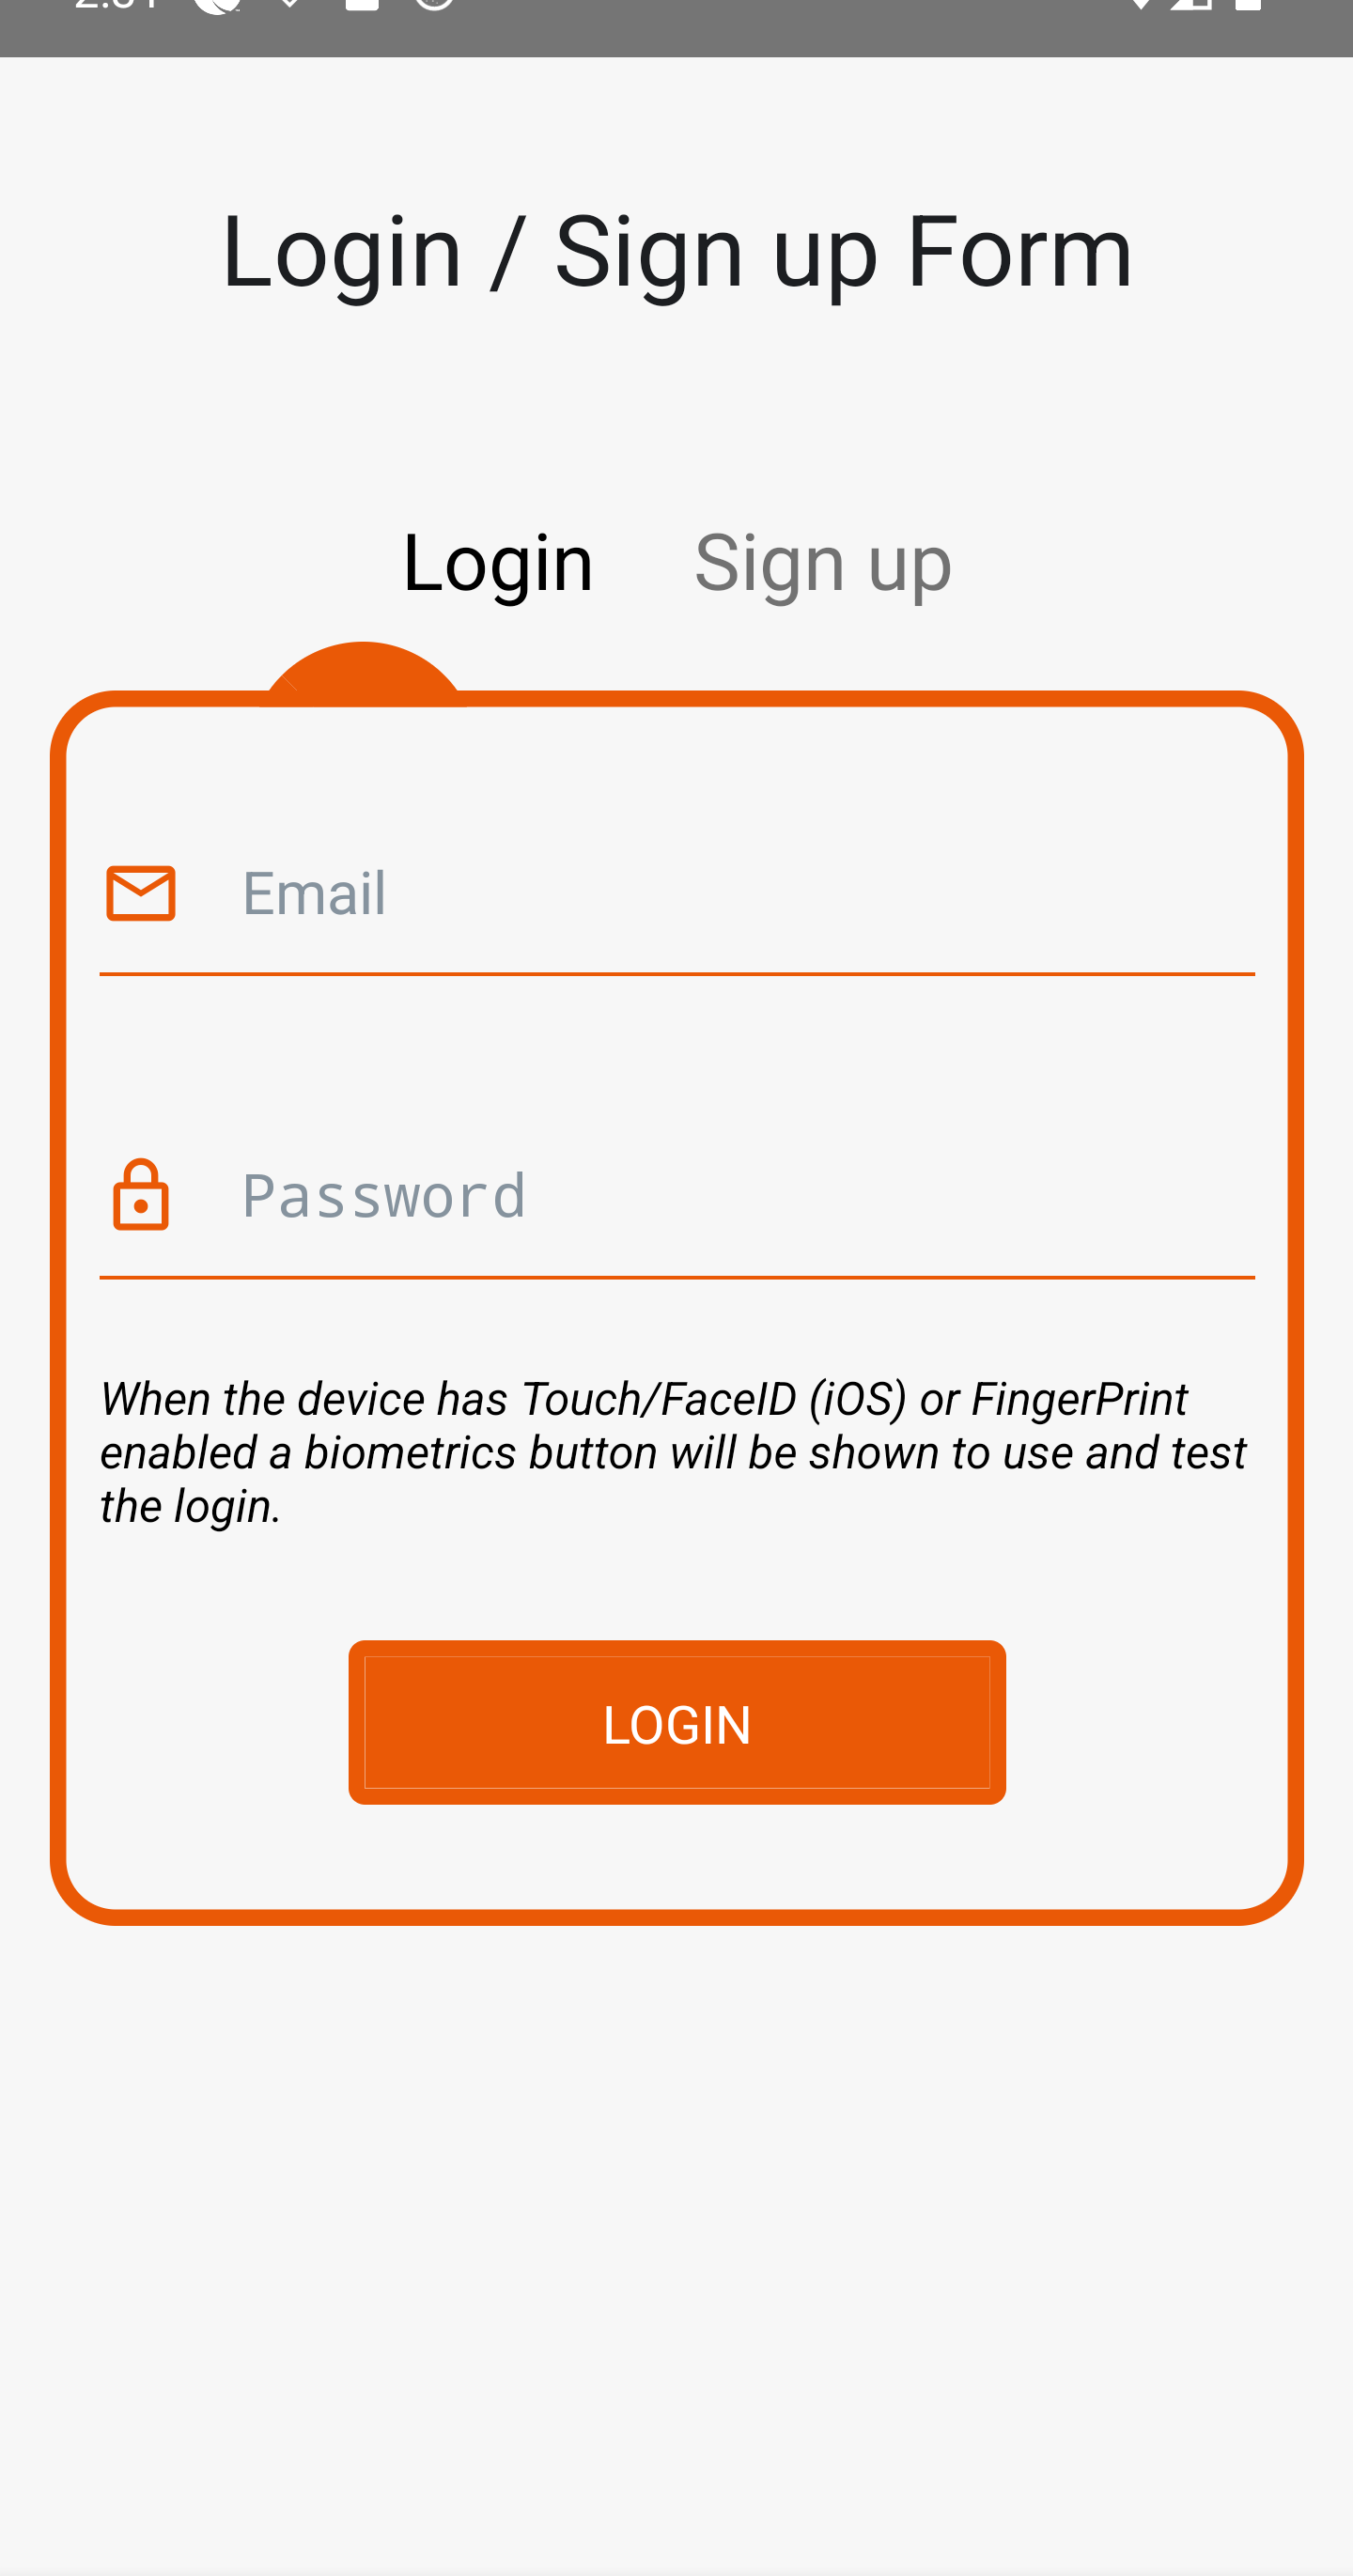 Login / Sign up Form
Login
Sign up
Email
Password
When the device has Touch/FaceID (iOS) or FingerPrint
enabled a biometrics button will be shown to use and test
the login.
LOGIN